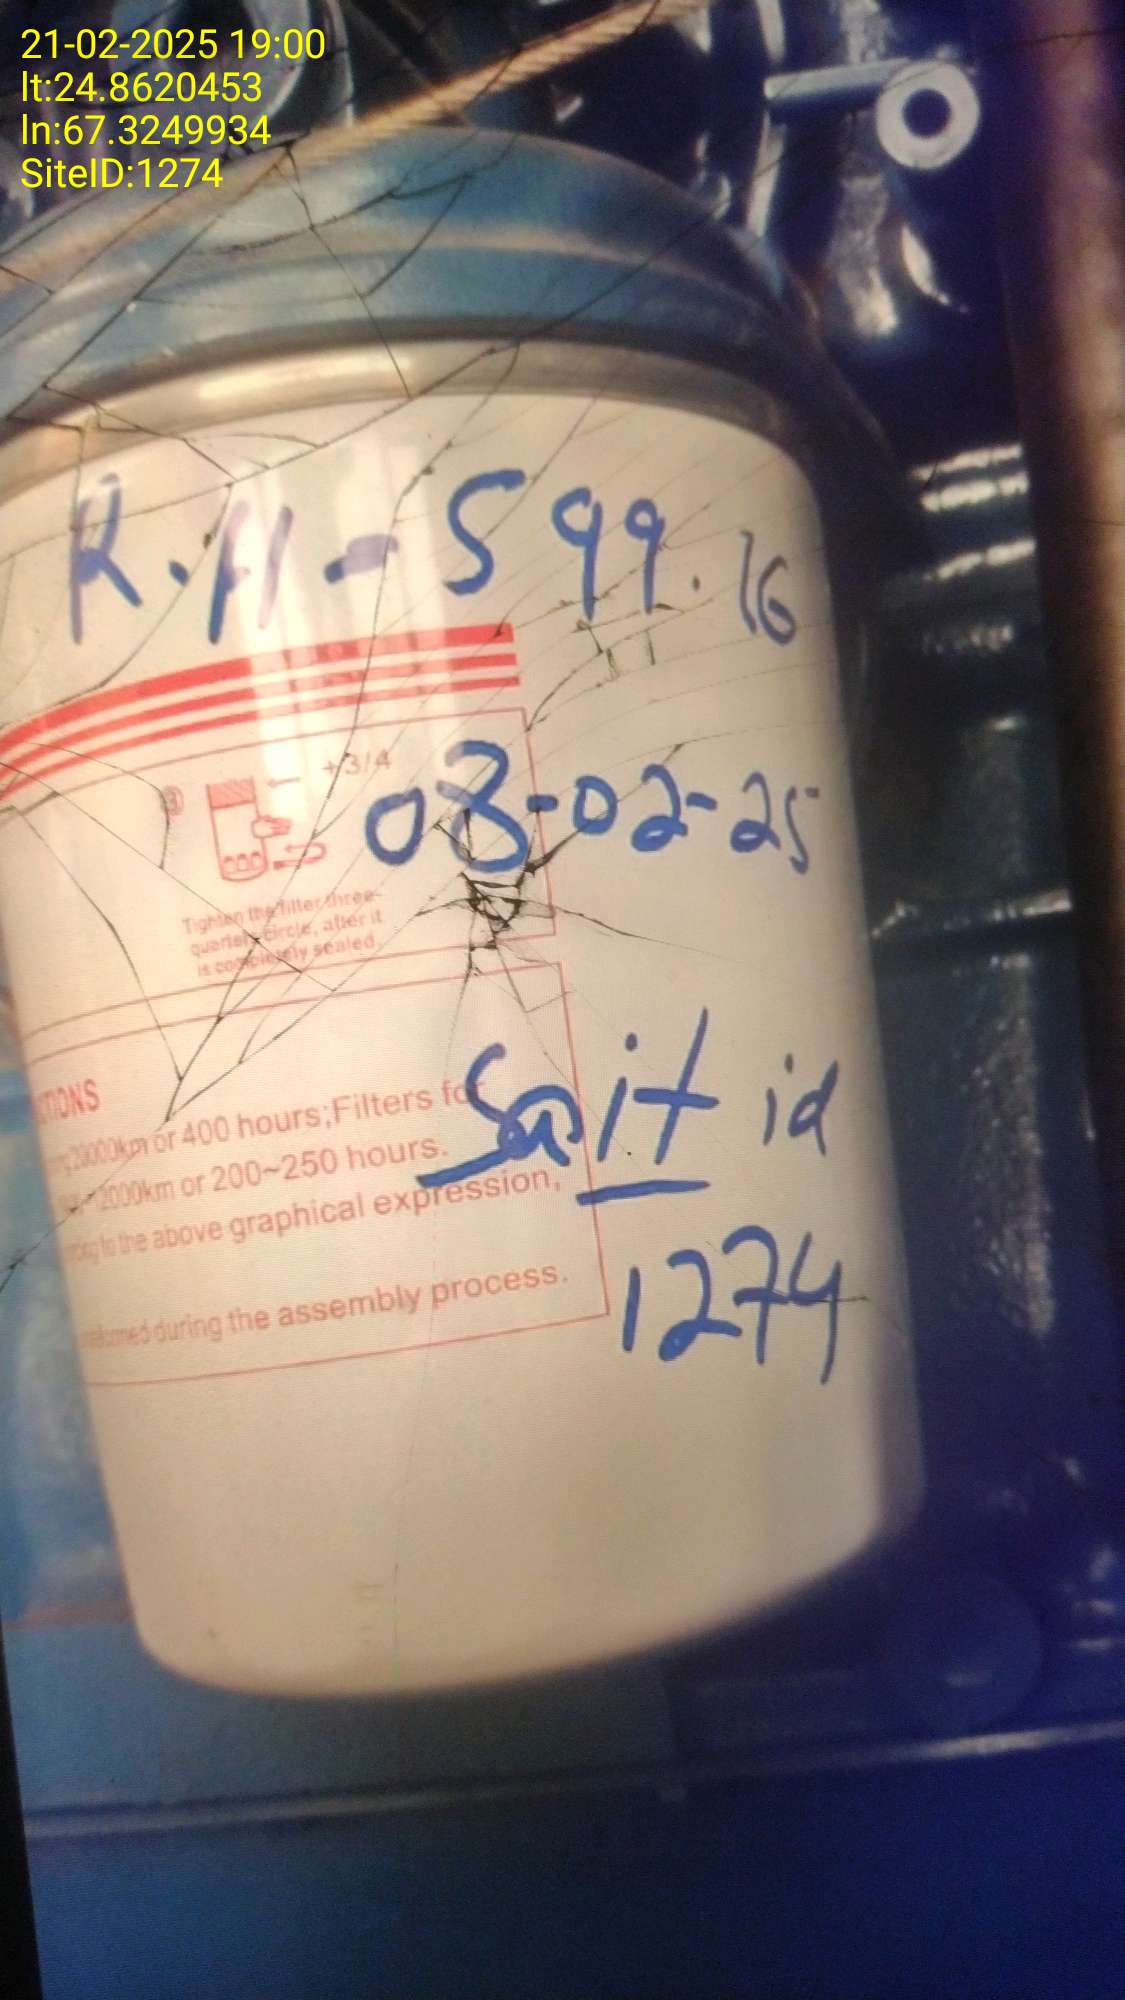 21-02-2025 19:00
lt:24.8620453
ln:67.3249934
SiteID:1274
R.H-599.16
+3/4
08-02-25
Tighten the filter three-
quarters circle, after it
is completely sealed.
Sait id
1274
or 400 hours;Filters for
2000km or 200~250 hours.
to the above graphical expression,
during the assembly process.